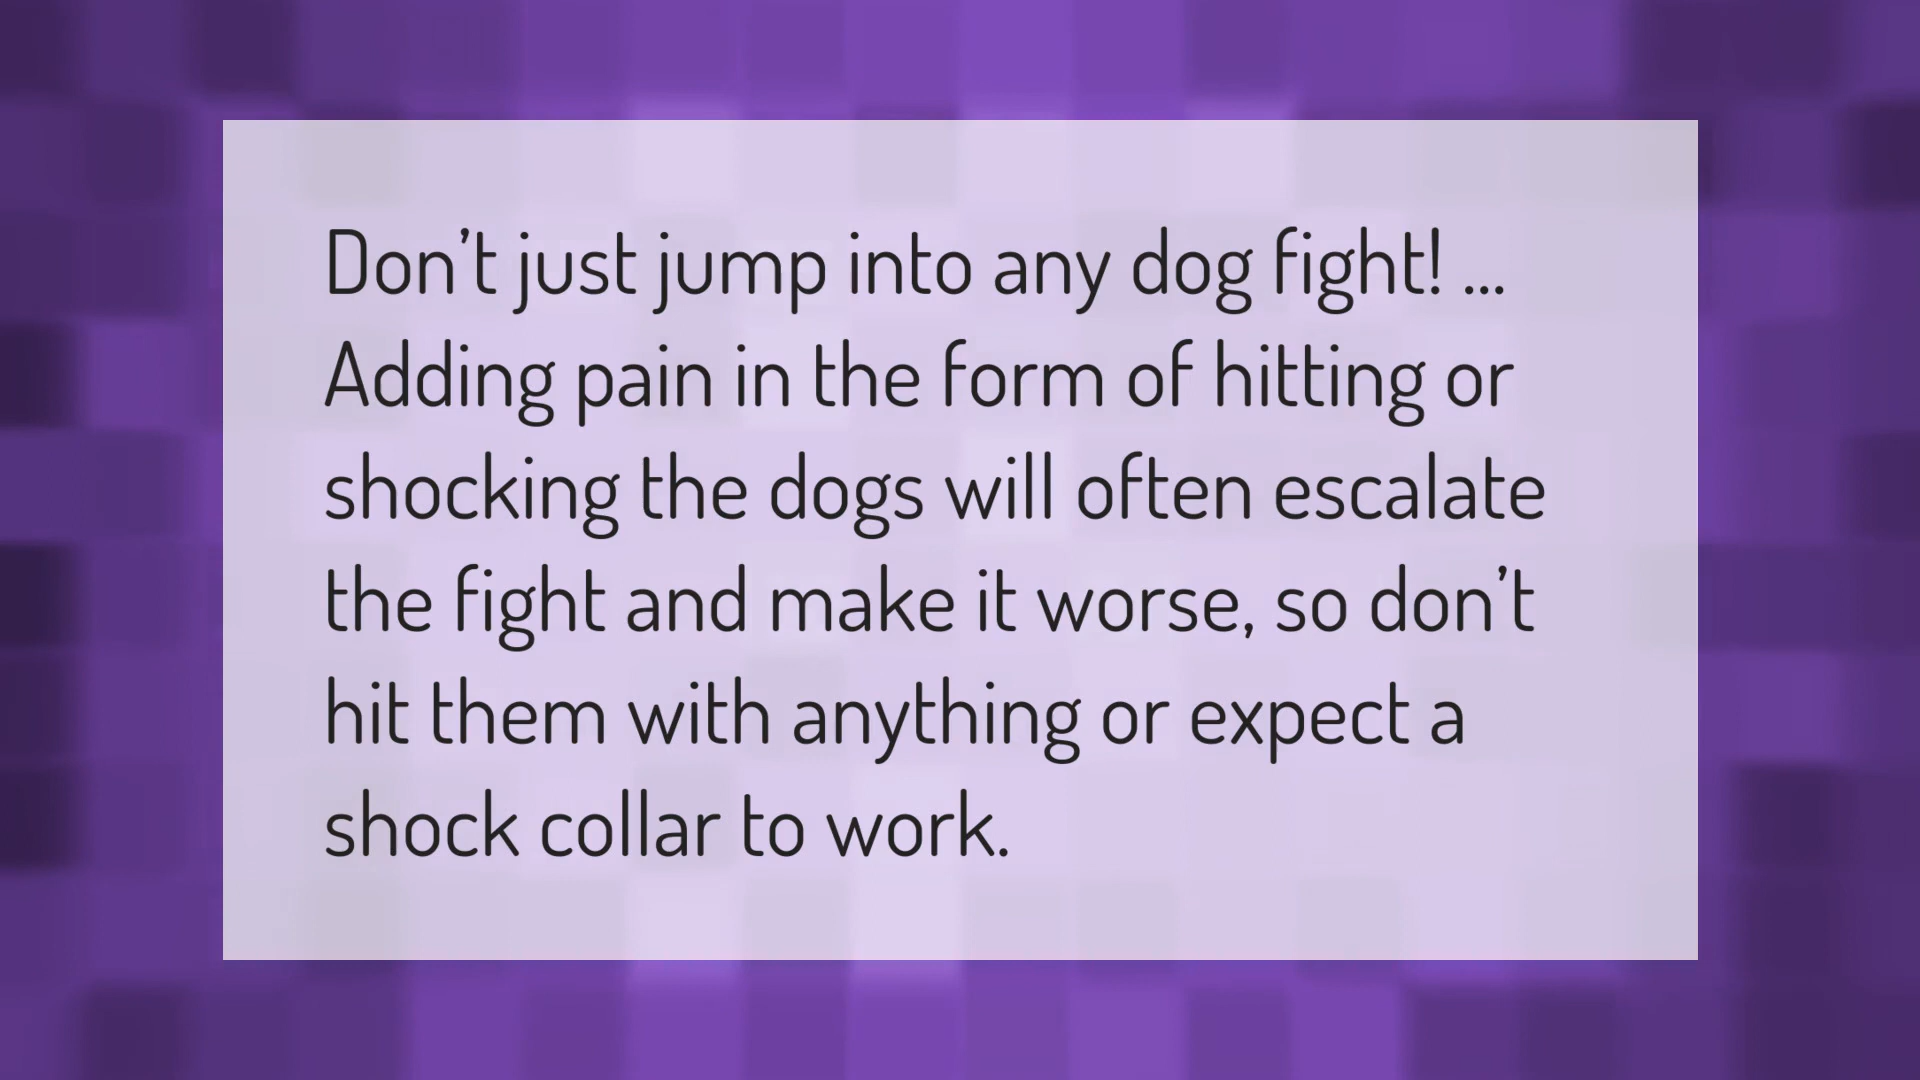 Don’t just jump into any dog fight! ...
Adding pain in the form of hitting or
shocking the dogs will often escalate
the fight and make it worse, so don’t
hit them with anything or expect a
shock collar to work.